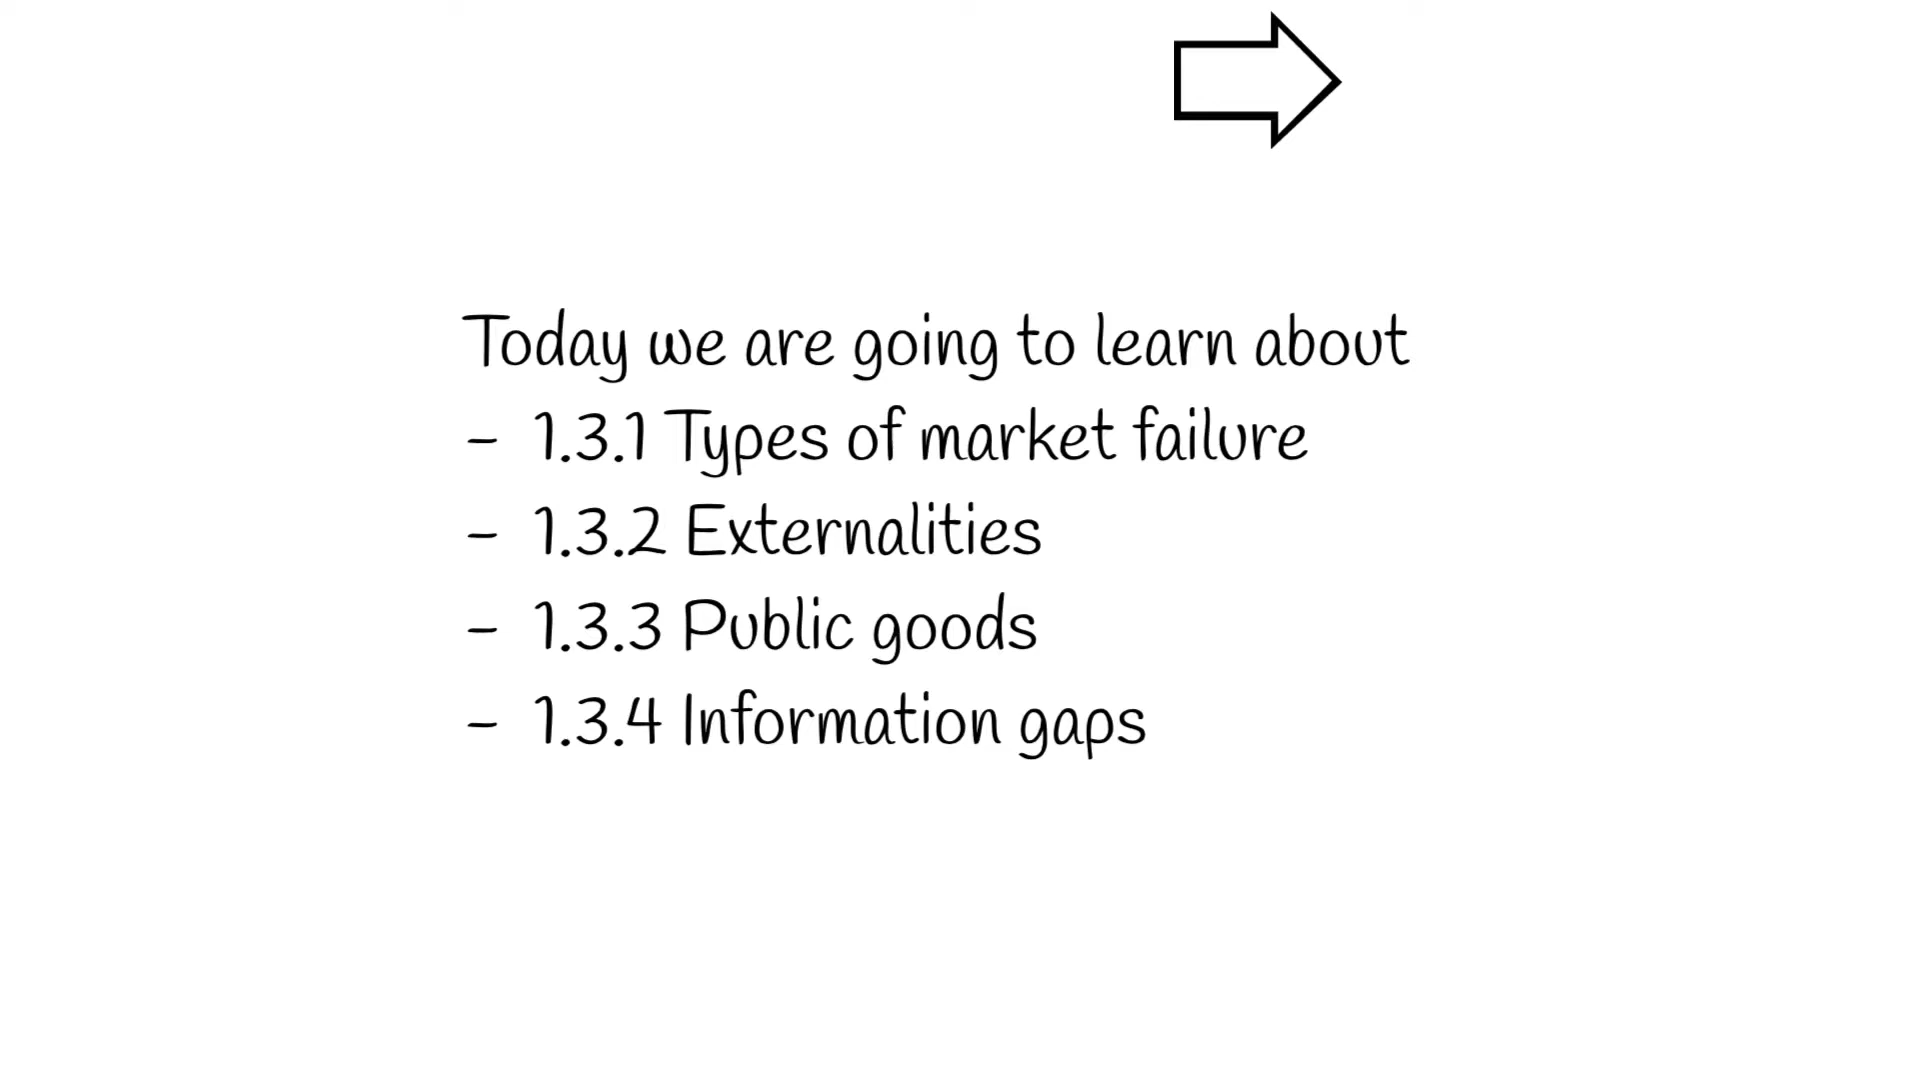 Today we are going to learn about
- 1.3.1 Types of market failure
- 1.3.2 Externalities
- 1.3.3 Public goods
- 1.3.4 Information gaps